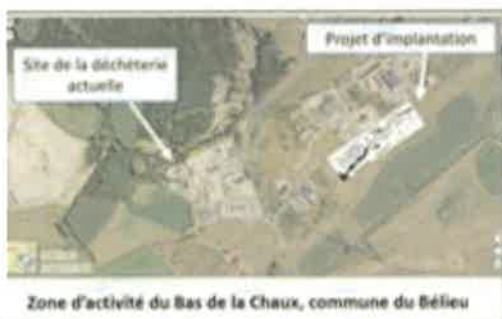 Projet d'implantation
Site de la déchèterie
actuelle
Zone d'activité du Bas de la Chaux, commune du Bélieu